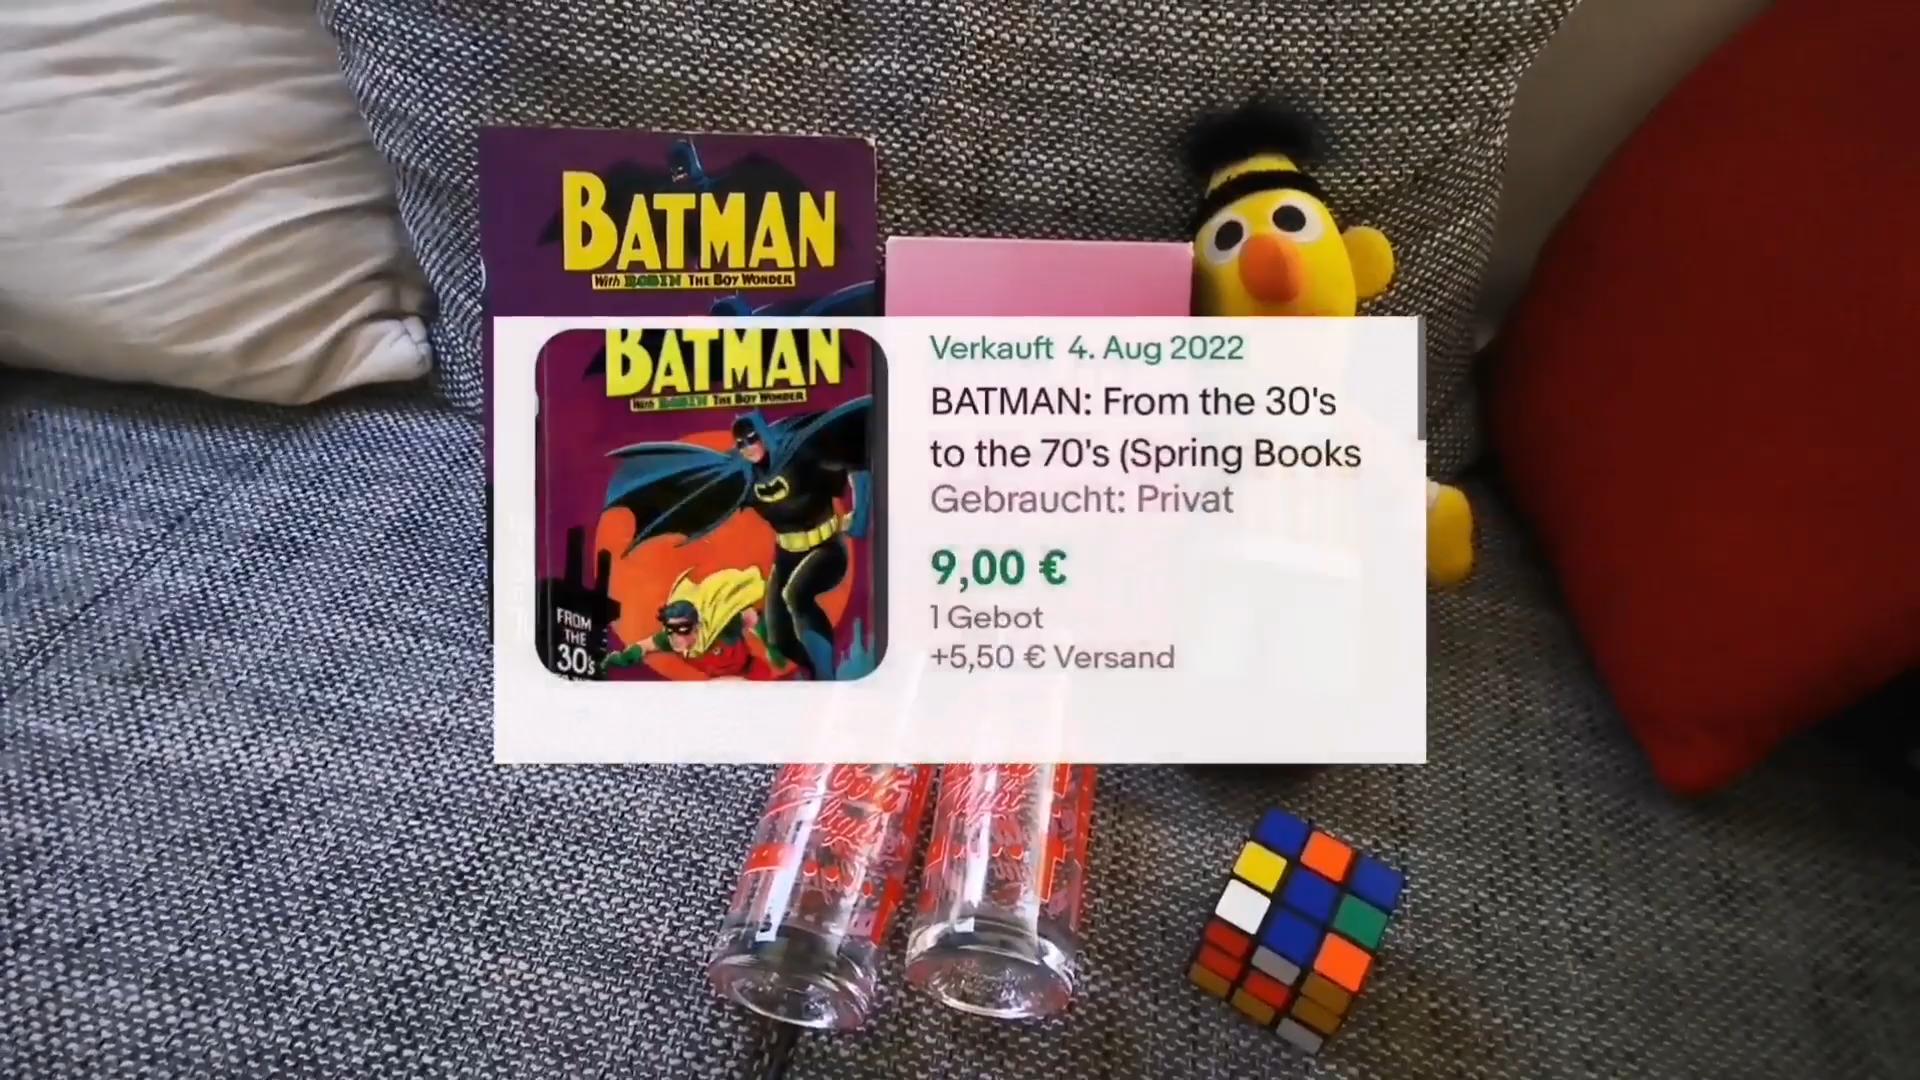 BATMAN
With ROBIN THE BOY WONDER
BATMAN
With ROBIN THE BOY WONDER
FROM
THE
30's
Verkauft 4. Aug 2022
BATMAN: From the 30's
to the 70's (Spring Books
Gebraucht: Privat
9,00 €
1 Gebot
+5,50 € Versand
light